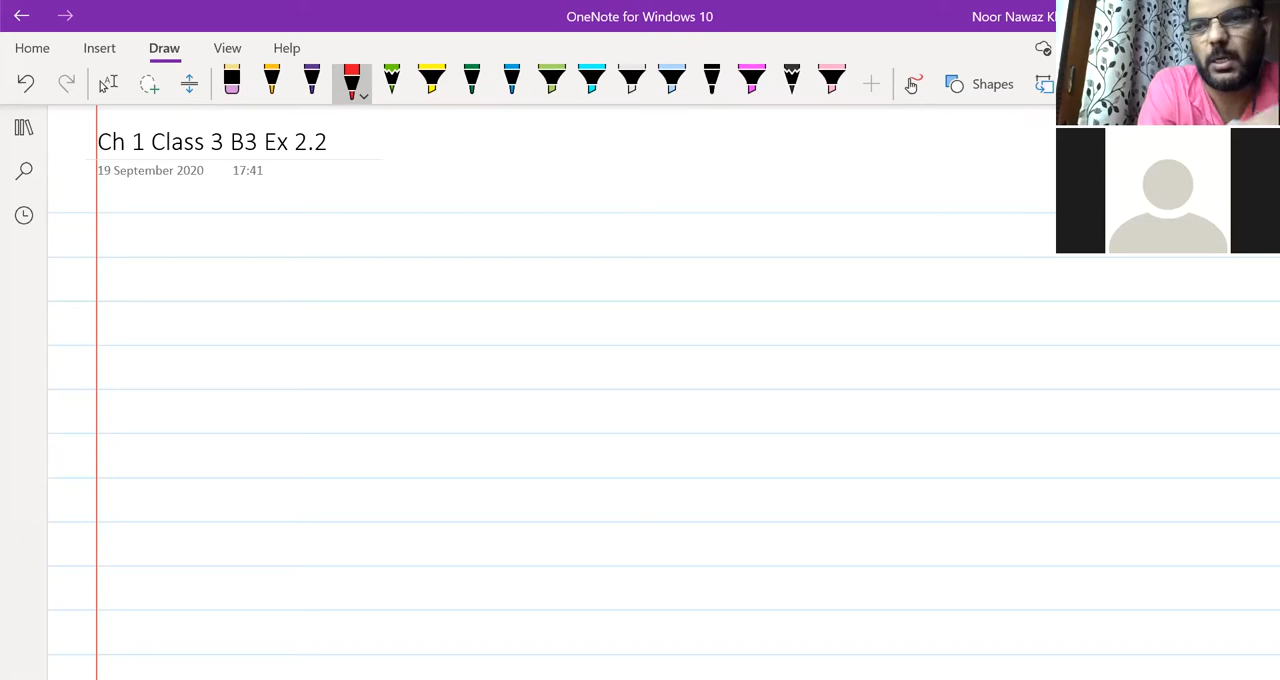 OneNote for Windows 10
Noor Nawaz
Home Insert Draw View Help
Shapes
Ch 1 Class 3 B3 Ex 2.2
19 September 2020 17:41